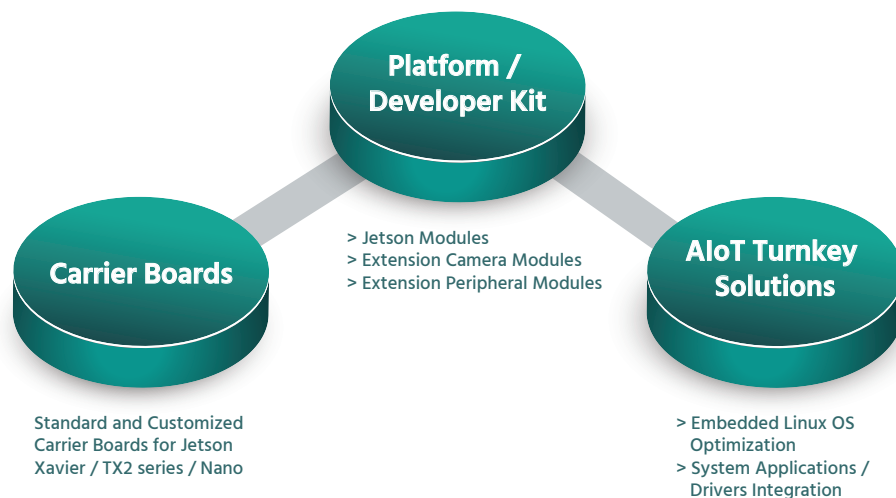 Platform /
Developer Kit
> Jetson Modules
> Extension Camera Modules
> Extension Peripheral Modules
Carrier Boards
Standard and Customized
Carrier Boards for Jetson
Xavier / TX2 series / Nano
AIoT Turnkey
Solutions
> Embedded Linux OS
Optimization
> System Applications /
Drivers Integration